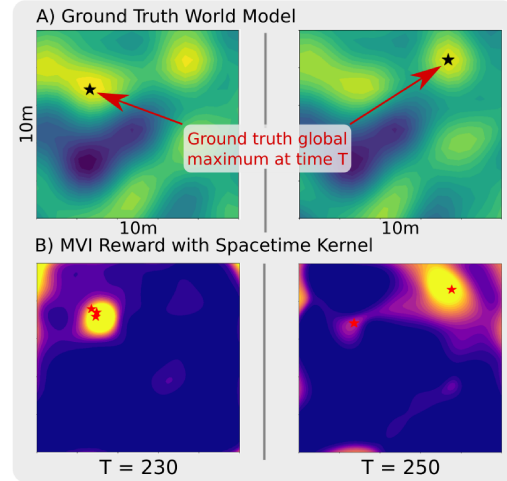 A) Ground Truth World Model
10m
Ground truth global
maximum at time T
10m
10m
B) MVI Reward with Spacetime Kernel
T = 230
T = 250